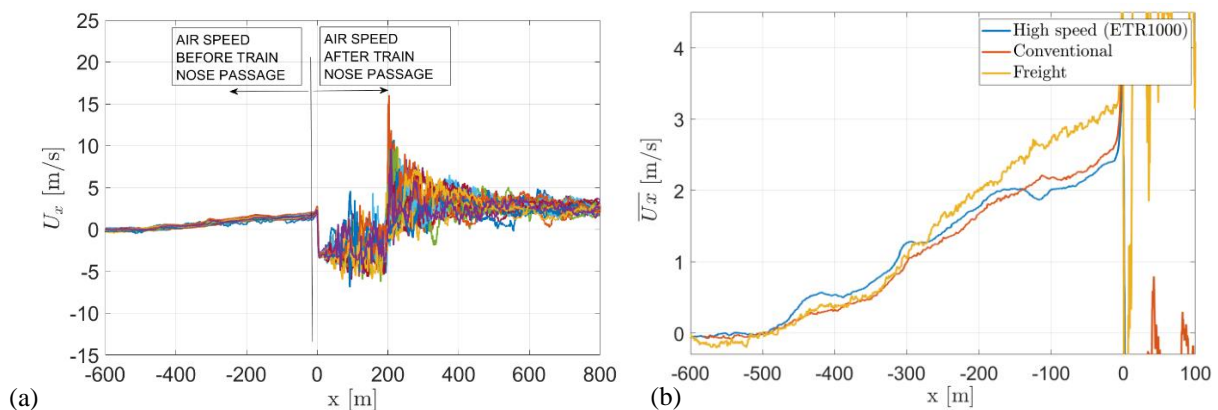 25
20
15
10
5
0
-5
-10
-15
U_x [m/s]
AIR SPEED
BEFORE TRAIN
NOSE PASSAGE
AIR SPEED
AFTER TRAIN
NOSE PASSAGE
-600 -400 -200 0 200 400 600 800
x [m]
(a)
4
3
2
1
0
U̅_x [m/s]
High speed (ETR1000)
Conventional
Freight
-600 -500 -400 -300 -200 -100 0 100
x [m]
(b)